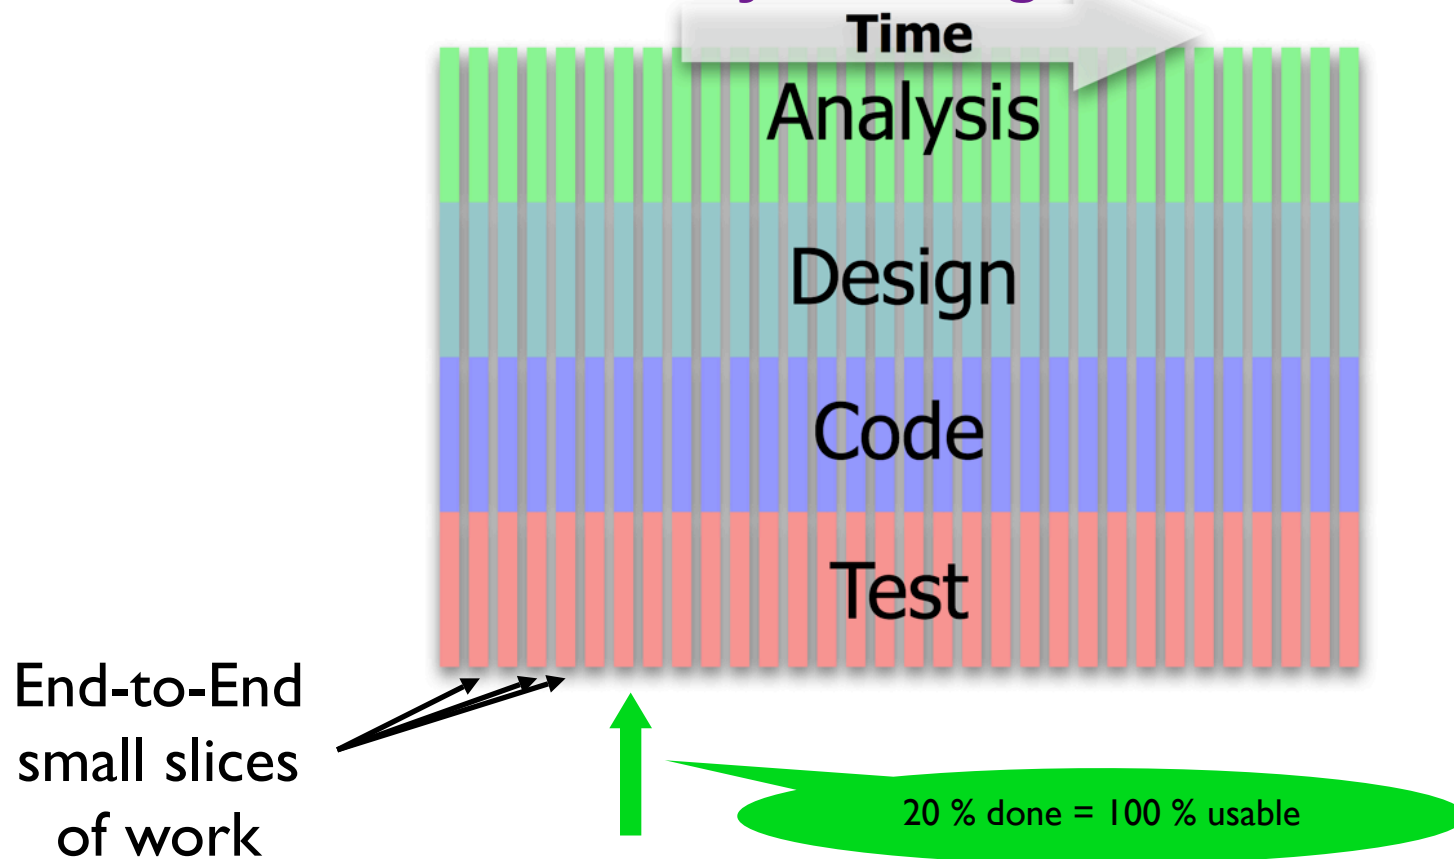 Time
Analysis
Design
Code
Test
End-to-End
small slices
of work
20 % done = 100 % usable